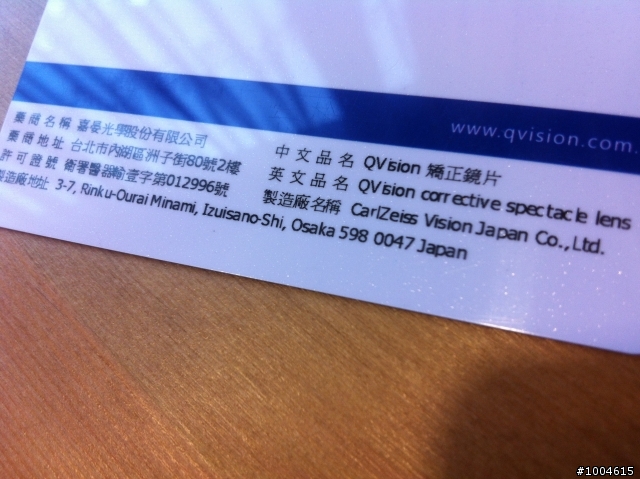 www.qvision.com.
藥商名稱 嘉晏光學股份有限公司
藥商地址 台北市內湖區洲子街80號2樓
許可證號 衛署醫器輸壹字第012996號
製造廠地址 3-7, Rinku-Ourai Minami, Izuisano-Shi, Osaka 598 0047 Japan
中文品名 QVision 矯正鏡片
英文品名 QVision corrective spectacle lens
製造廠名稱 CarlZeiss Vision Japan Co.,Ltd.
#1004615